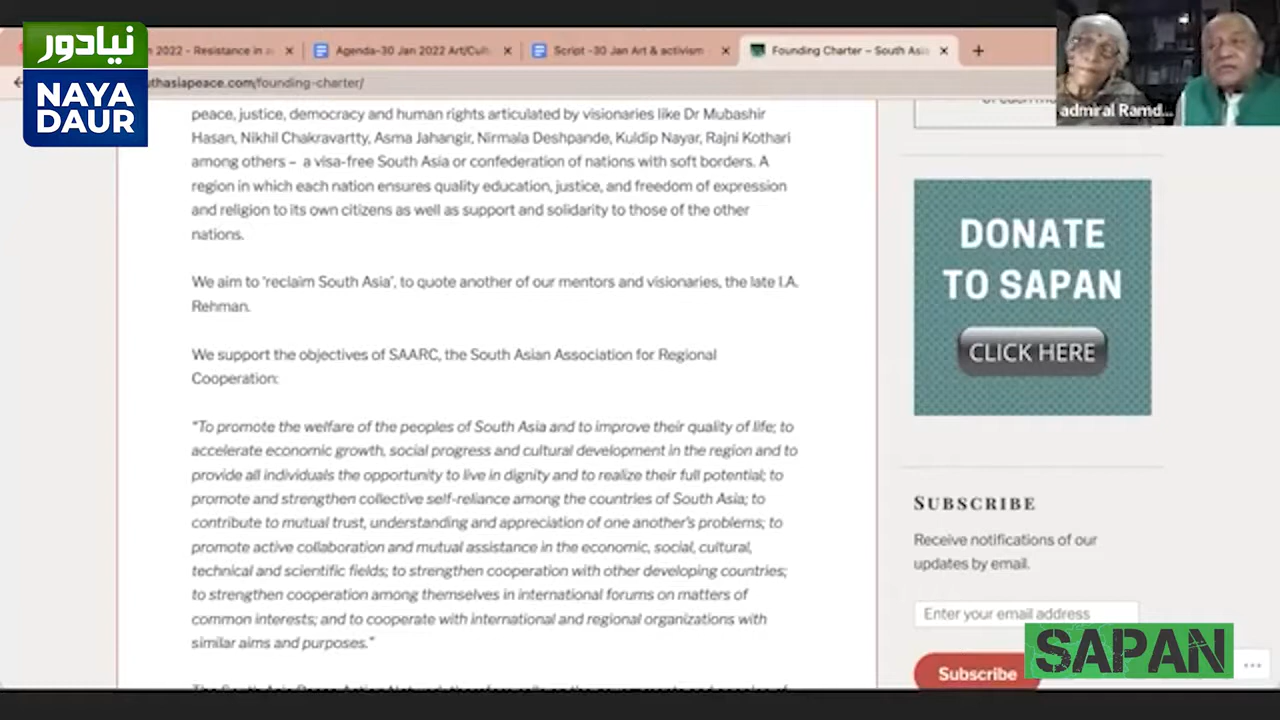 نیادور
NAYA
DAUR
2022 - Resistance in
Agenda-30 Jan 2022 Art/Cult
Script -30 Jan Art & activism
Founding Charter – South Asia
thasiapeace.com/founding-charter/
admiral Ramd...
peace, justice, democracy and human rights articulated by visionaries like Dr Mubashir
Hasan, Nikhil Chakravartty, Asma Jahangir, Nirmala Deshpande, Kuldip Nayar, Rajni Kothari
among others – a visa-free South Asia or confederation of nations with soft borders. A
region in which each nation ensures quality education, justice, and freedom of expression
and religion to its own citizens as well as support and solidarity to those of the other
nations.
We aim to 'reclaim South Asia', to quote another of our mentors and visionaries, the late I.A.
Rehman.
We support the objectives of SAARC, the South Asian Association for Regional
Cooperation:
"To promote the welfare of the peoples of South Asia and to improve their quality of life; to
accelerate economic growth, social progress and cultural development in the region and to
provide all individuals the opportunity to live in dignity and to realize their full potential; to
promote and strengthen collective self-reliance among the countries of South Asia; to
contribute to mutual trust, understanding and appreciation of one another's problems; to
promote active collaboration and mutual assistance in the economic, social, cultural,
technical and scientific fields; to strengthen cooperation with other developing countries;
to strengthen cooperation among themselves in international forums on matters of
common interests; and to cooperate with international and regional organizations with
similar aims and purposes."
DONATE
TO SAPAN
CLICK HERE
SUBSCRIBE
Receive notifications of our
updates by email.
Enter your email address
Subscribe
SAPAN